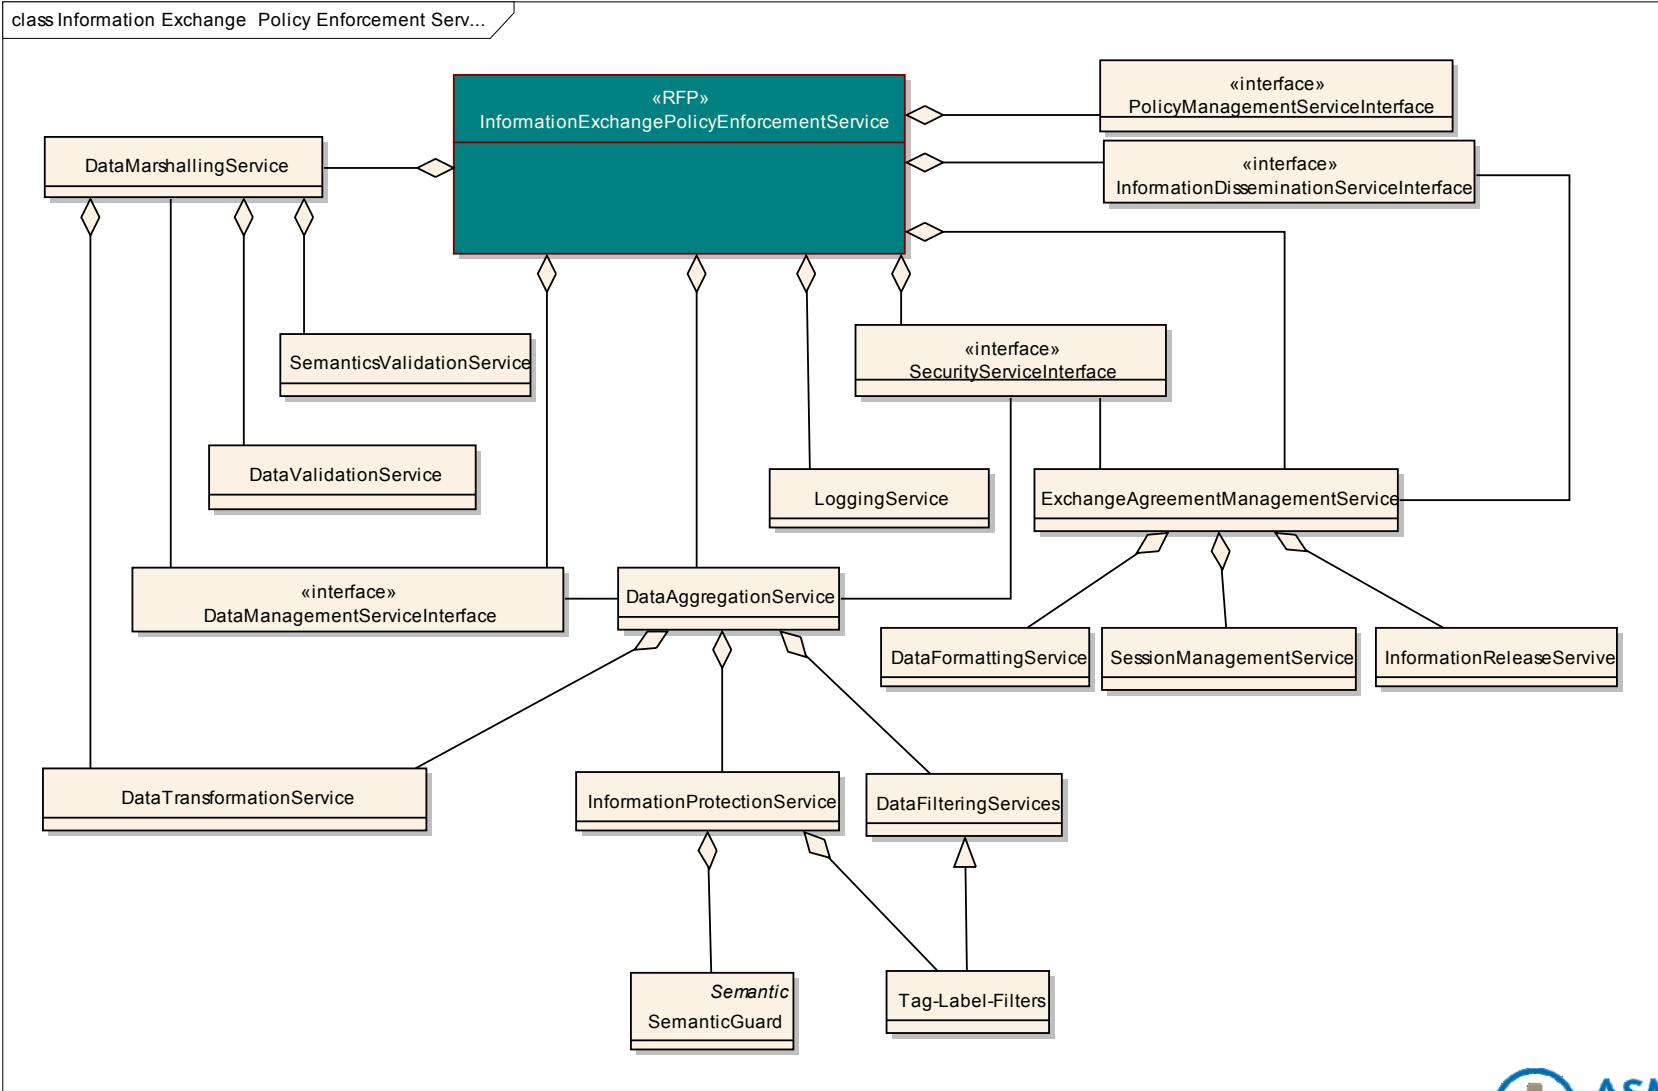 class Information Exchange Policy Enforcement Serv...
«RFP»
InformationExchangePolicyEnforcementService
«interface»
PolicyManagementServiceInterface
DataMarshallingService
«interface»
InformationDisseminationServiceInterface
SemanticsValidationService
«interface»
SecurityServiceInterface
DataValidationService
LoggingService
ExchangeAgreementManagementService
«interface»
DataManagementServiceInterface
DataAggregationService
DataFormattingService
SessionManagementService
InformationReleaseServive
DataTransformationService
InformationProtectionService
DataFilteringServices
Semantic
SemanticGuard
Tag-Label-Filters